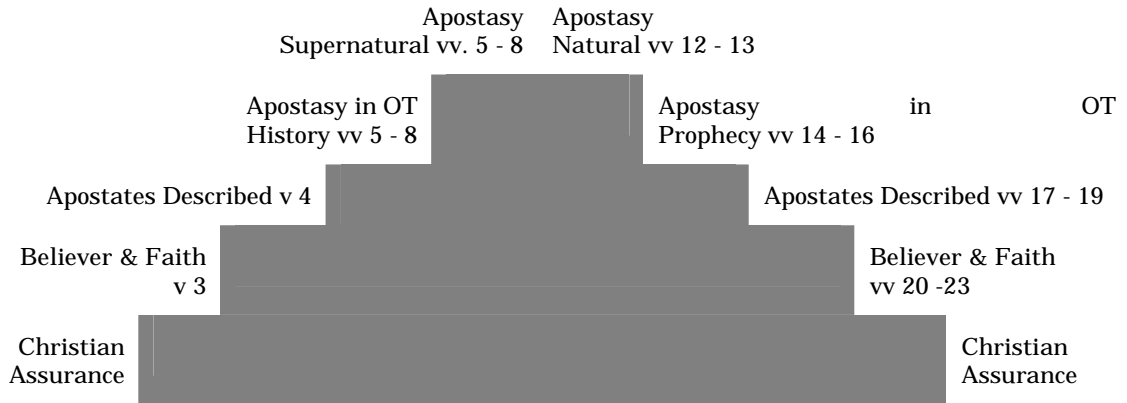 Apostasy
Supernatural vv. 5 - 8
Apostasy
Natural vv 12 - 13
Apostasy in OT
History vv 5 - 8
Apostasy in OT
Prophecy vv 14 - 16
Apostates Described v 4
Apostates Described vv 17 - 19
Believer & Faith
v 3
Believer & Faith
vv 20 -23
Christian
Assurance
Christian
Assurance